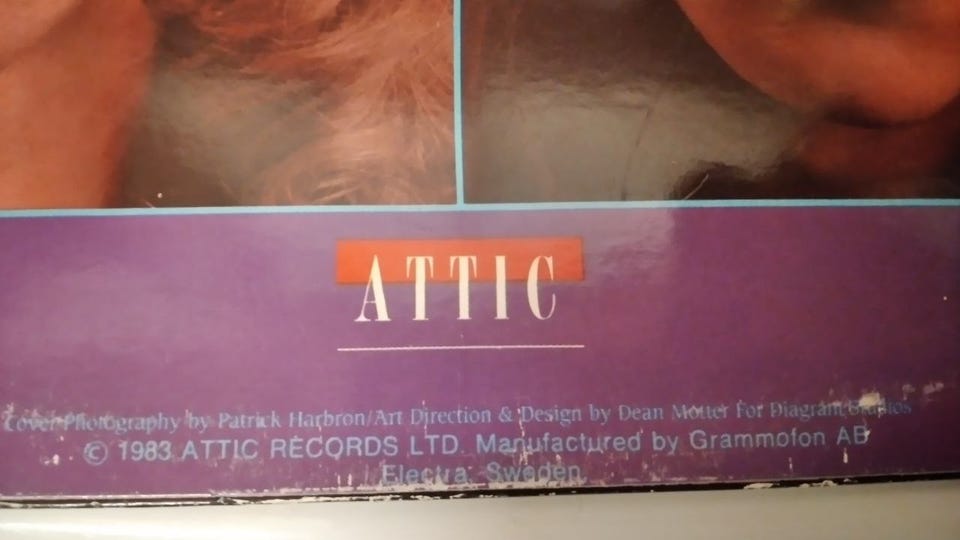 ATTIC
Cover Photography by Patrick Harbron/Art Direction & Design by Dean Motter For Diagram Studios
© 1983 ATTIC RECORDS LTD. Manufactured by Grammofon AB
Electra, Sweden